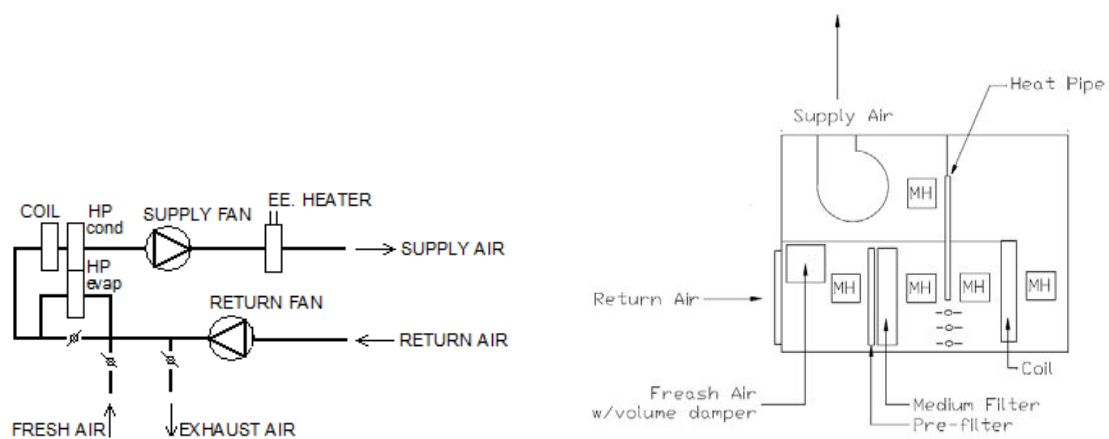 COIL
HP
cond
SUPPLY FAN
EE. HEATER
SUPPLY AIR
HP
evap
RETURN FAN
RETURN AIR
FRESH AIR
EXHAUST AIR
Supply Air
Heat Pipe
MH
Return Air
MH
MH
MH
MH
Coil
Freash Air
w/volume damper
Medium Filter
Pre-filter